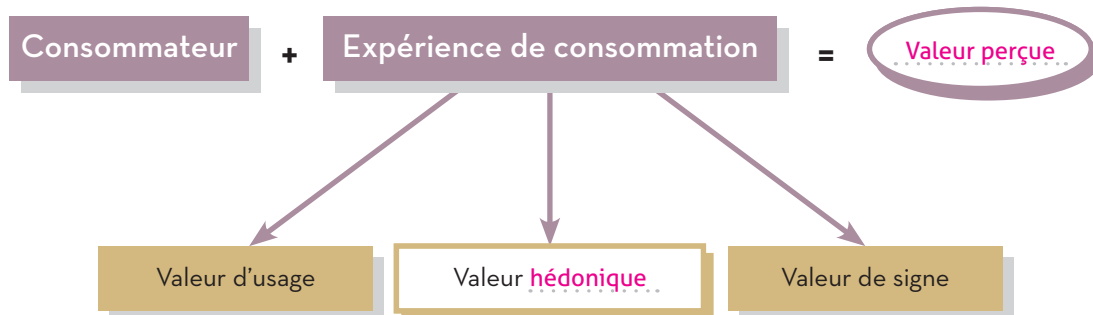 Consommateur + Expérience de consommation = Valeur perçue
Valeur d'usage Valeur hédonique Valeur de signe